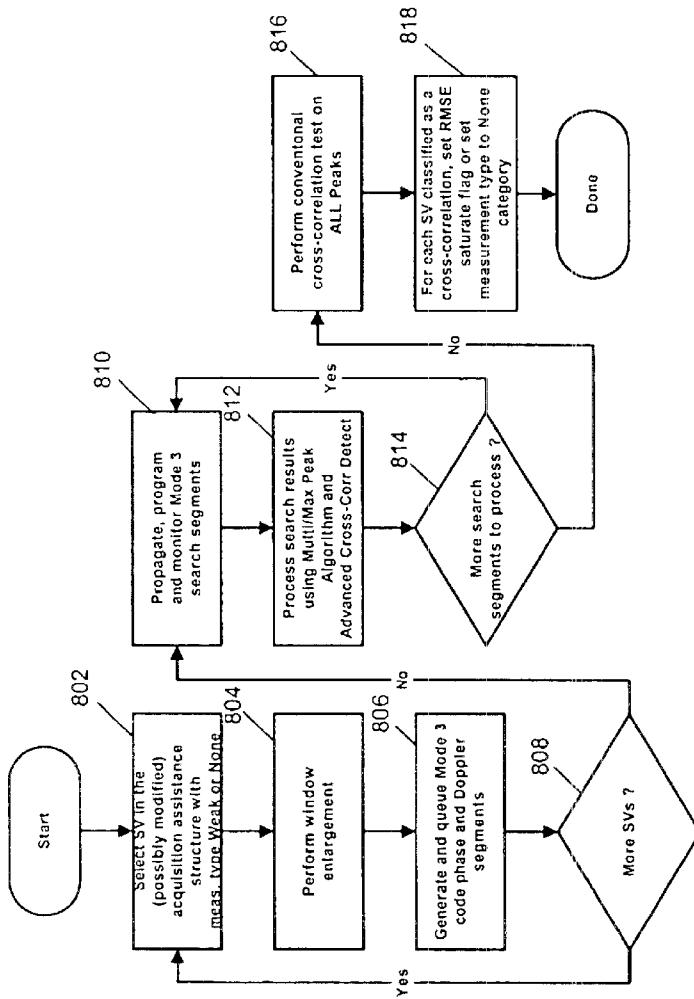 Start
802
Select SV in the
(possibly modified)
acquisition assistance
structure with
meas. type Weak or None
804
Perform window
enlargement
806
Generate and queue Mode 3
code phase and Doppler
segments
808
More SVs ?
Yes
No
810
Propagate, program
and monitor Mode 3
search segments
812
Process search results
using Multi/Max Peak
Algorithm and
Advanced Cross-Corr Detect
814
More search
segments to process ?
Yes
No
816
Perform conventonal
cross-correlation test on
ALL Peaks
818
For each SV classified as a
cross-correlation, set RMSE
saturate flag or set
measurement type to None
category
Done